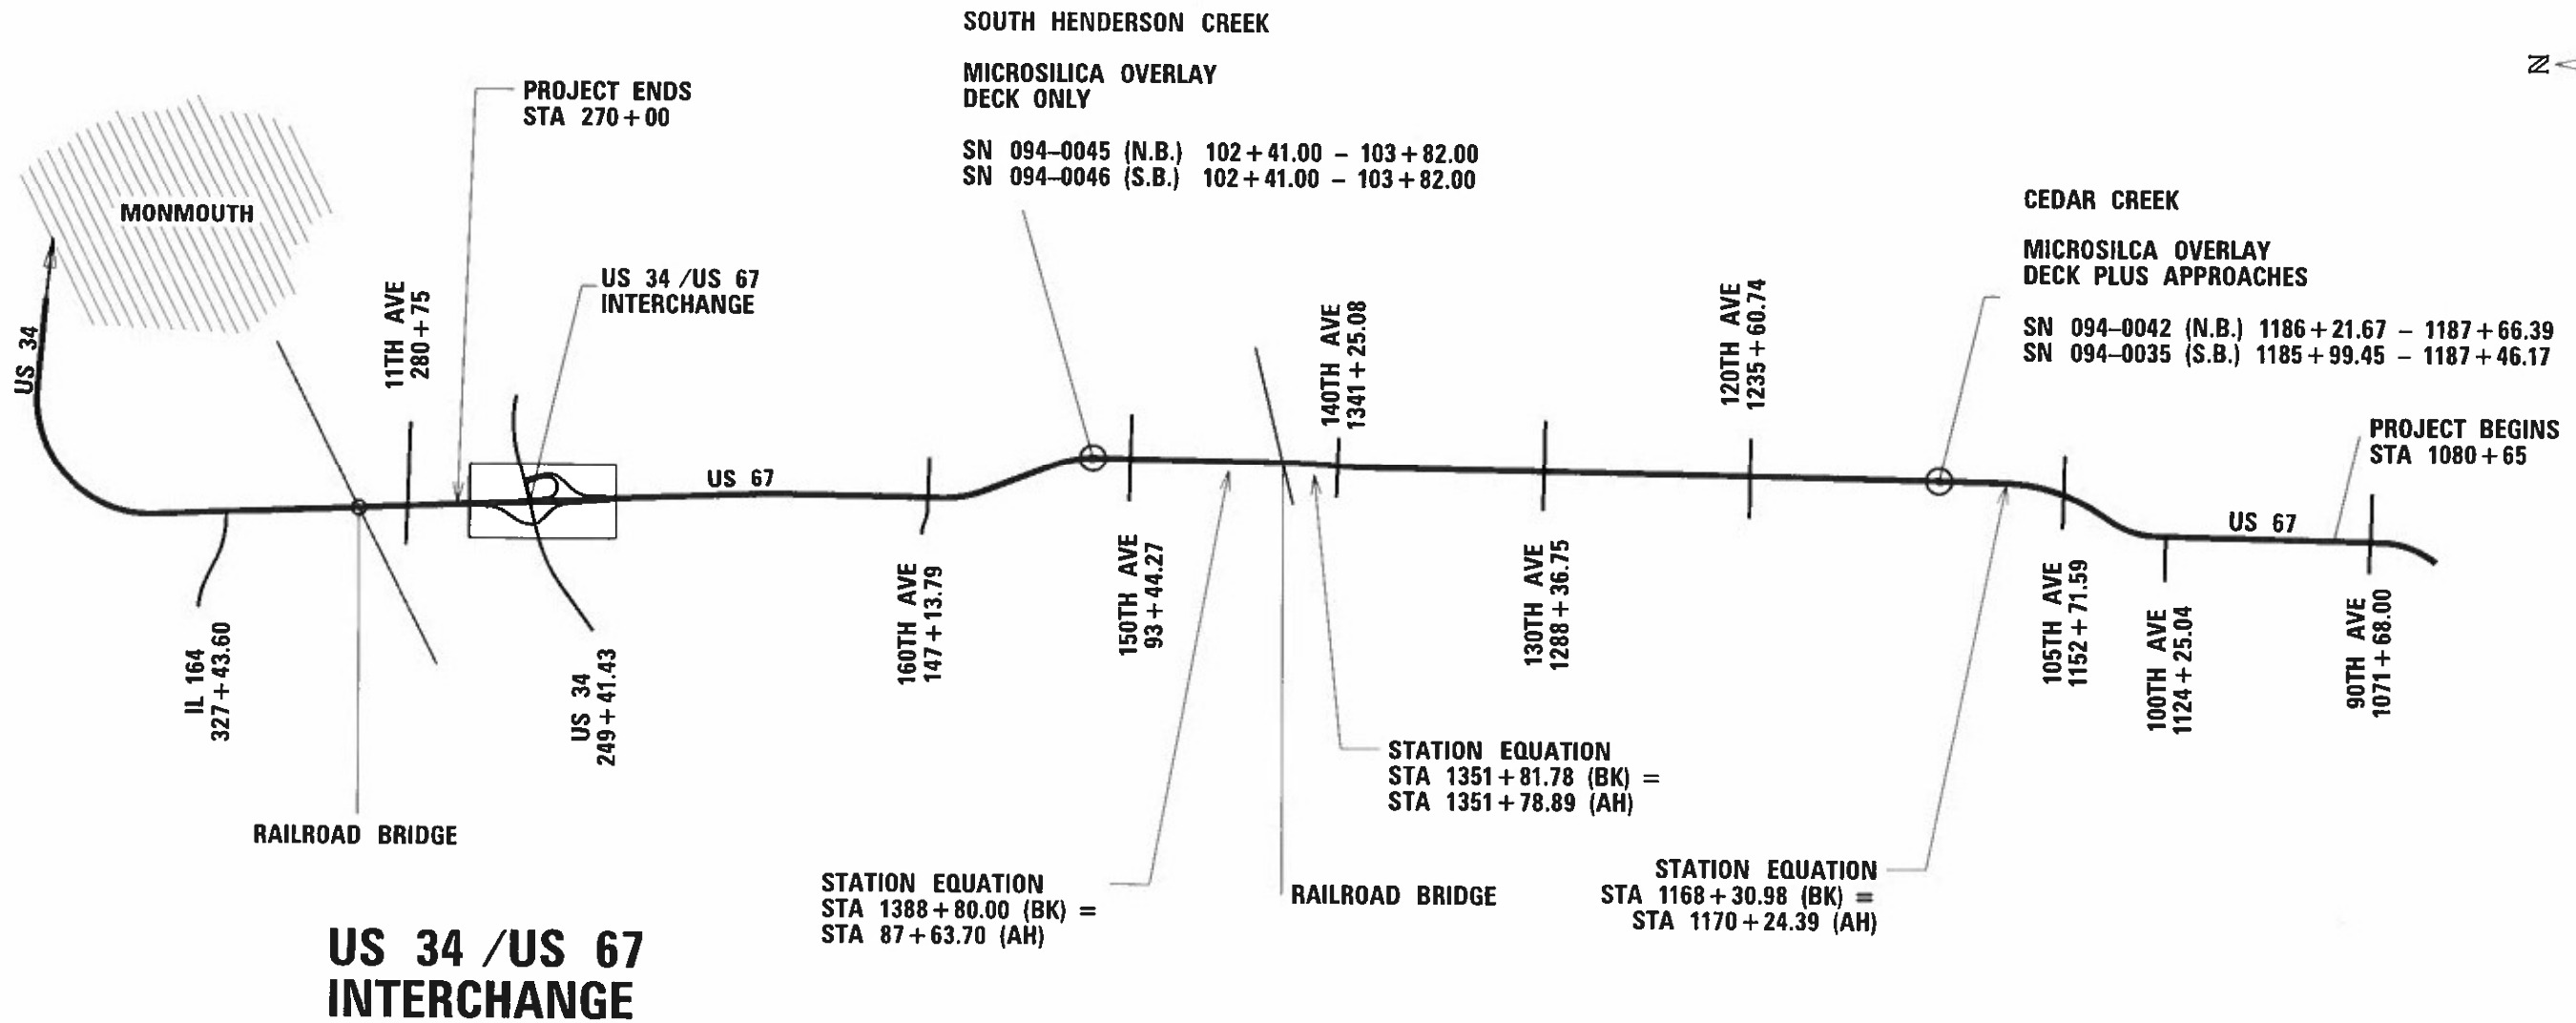 SOUTH HENDERSON CREEK
MICROSILICA OVERLAY
DECK ONLY
SN 094-0045 (N.B.) 102+41.00 - 103+82.00
SN 094-0046 (S.B.) 102+41.00 - 103+82.00
N
PROJECT ENDS
STA 270+00
MONMOUTH
US 34 /US 67
INTERCHANGE
CEDAR CREEK
MICROSILCA OVERLAY
DECK PLUS APPROACHES
SN 094-0042 (N.B.) 1186+21.67 - 1187+66.39
SN 094-0035 (S.B.) 1185+99.45 - 1187+46.17
US 34
11TH AVE
280+75
140TH AVE
1341+25.08
120TH AVE
1235+60.74
PROJECT BEGINS
STA 1080+65
US 67
US 67
IL 164
327+43.60
US 34
249+41.43
160TH AVE
147+13.79
150TH AVE
93+44.27
130TH AVE
1288+36.75
105TH AVE
1152+71.59
100TH AVE
1124+25.04
90TH AVE
1071+68.00
STATION EQUATION
STA 1351+81.78 (BK) =
STA 1351+78.89 (AH)
RAILROAD BRIDGE
STATION EQUATION
STA 1388+80.00 (BK) =
STA 87+63.70 (AH)
RAILROAD BRIDGE
STATION EQUATION
STA 1168+30.98 (BK) =
STA 1170+24.39 (AH)
US 34 /US 67
INTERCHANGE